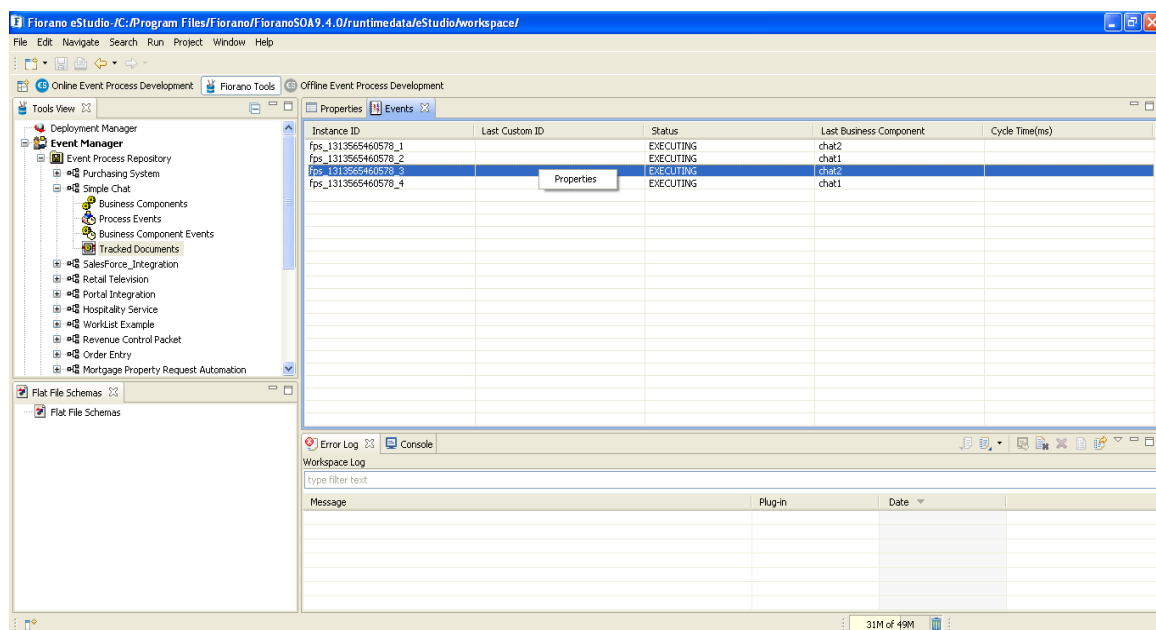 Fiorano eStudio-/C:/Program Files/Fiorano/FioranoSOA9.4.0/runtimedata/eStudio/workspace/
File Edit Navigate Search Run Project Window Help
Online Event Process Development Fiorano Tools Offline Event Process Development
Tools View
Deployment Manager
Event Manager
Event Process Repository
Purchasing System
Simple Chat
Business Components
Process Events
Business Component Events
Tracked Documents
SalesForce_Integration
Retail Television
Portal Integration
Hospitality Service
WorkList Example
Revenue Control Packet
Order Entry
Mortgage Property Request Automation
Flat File Schemas
Flat File Schemas
Properties Events
Instance ID Last Custom ID Status Last Business Component Cycle Time(ms)
fps_1313565460578_1 EXECUTING chat2
fps_1313565460578_2 EXECUTING chat1
fps_1313565460578_3 EXECUTING chat2
fps_1313565460578_4 EXECUTING chat1
Properties
Error Log Console
Workspace Log
type filter text
Message Plug-in Date
31M of 49M